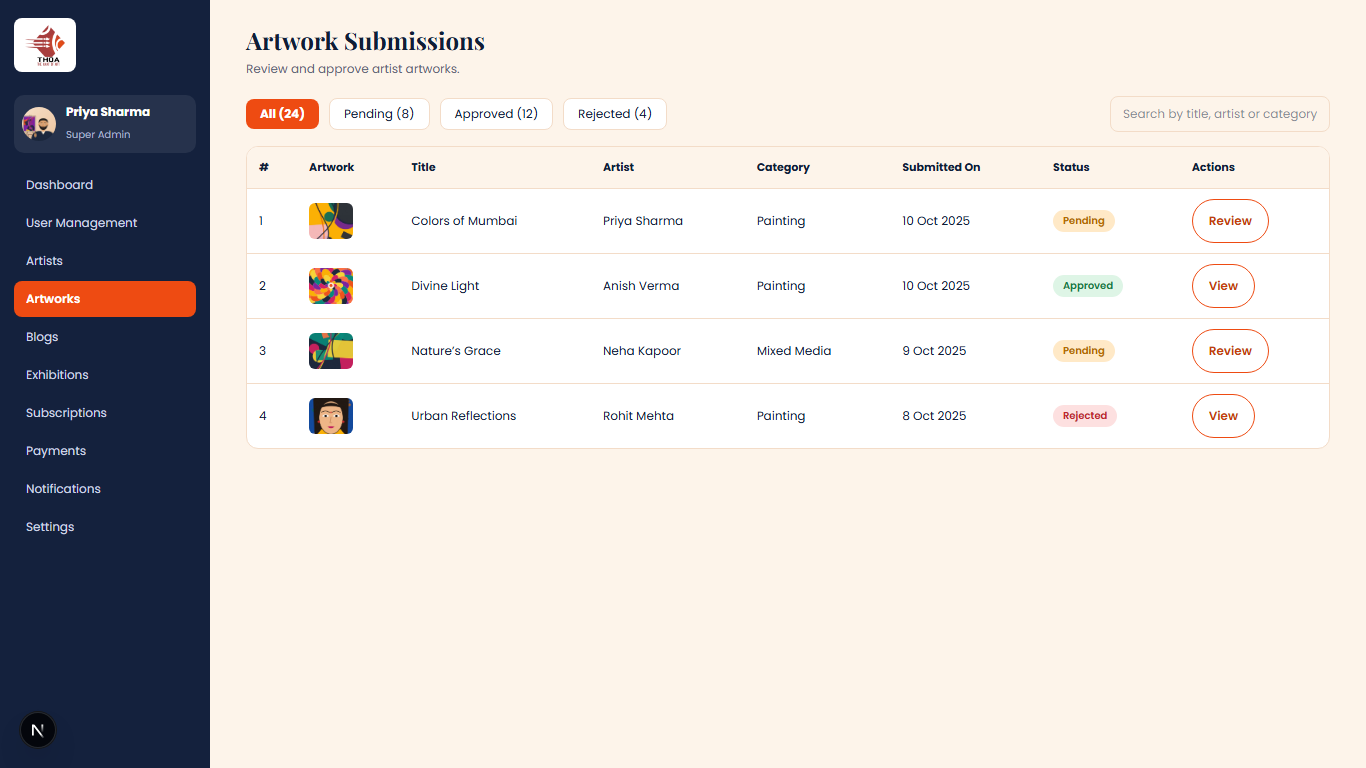 THOA
Priya Sharma
Super Admin
Dashboard
User Management
Artists
Artworks
Blogs
Exhibitions
Subscriptions
Payments
Notifications
Settings
N
Artwork Submissions
Review and approve artist artworks.
All (24) Pending (8) Approved (12) Rejected (4) Search by title, artist or category
# Artwork Title Artist Category Submitted On Status Actions
1 Colors of Mumbai Priya Sharma Painting 10 Oct 2025 Pending Review
2 Divine Light Anish Verma Painting 10 Oct 2025 Approved View
3 Nature’s Grace Neha Kapoor Mixed Media 9 Oct 2025 Pending Review
4 Urban Reflections Rohit Mehta Painting 8 Oct 2025 Rejected View